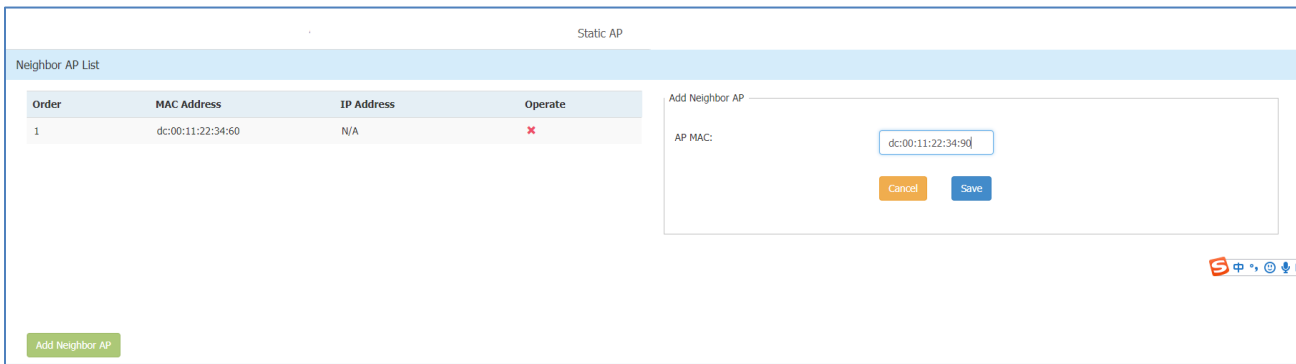 Static AP
Neighbor AP List
Order MAC Address IP Address Operate
1 dc:00:11:22:34:60 N/A
Add Neighbor AP
AP MAC: dc:00:11:22:34:90
Cancel Save
S 中
Add Neighbor AP